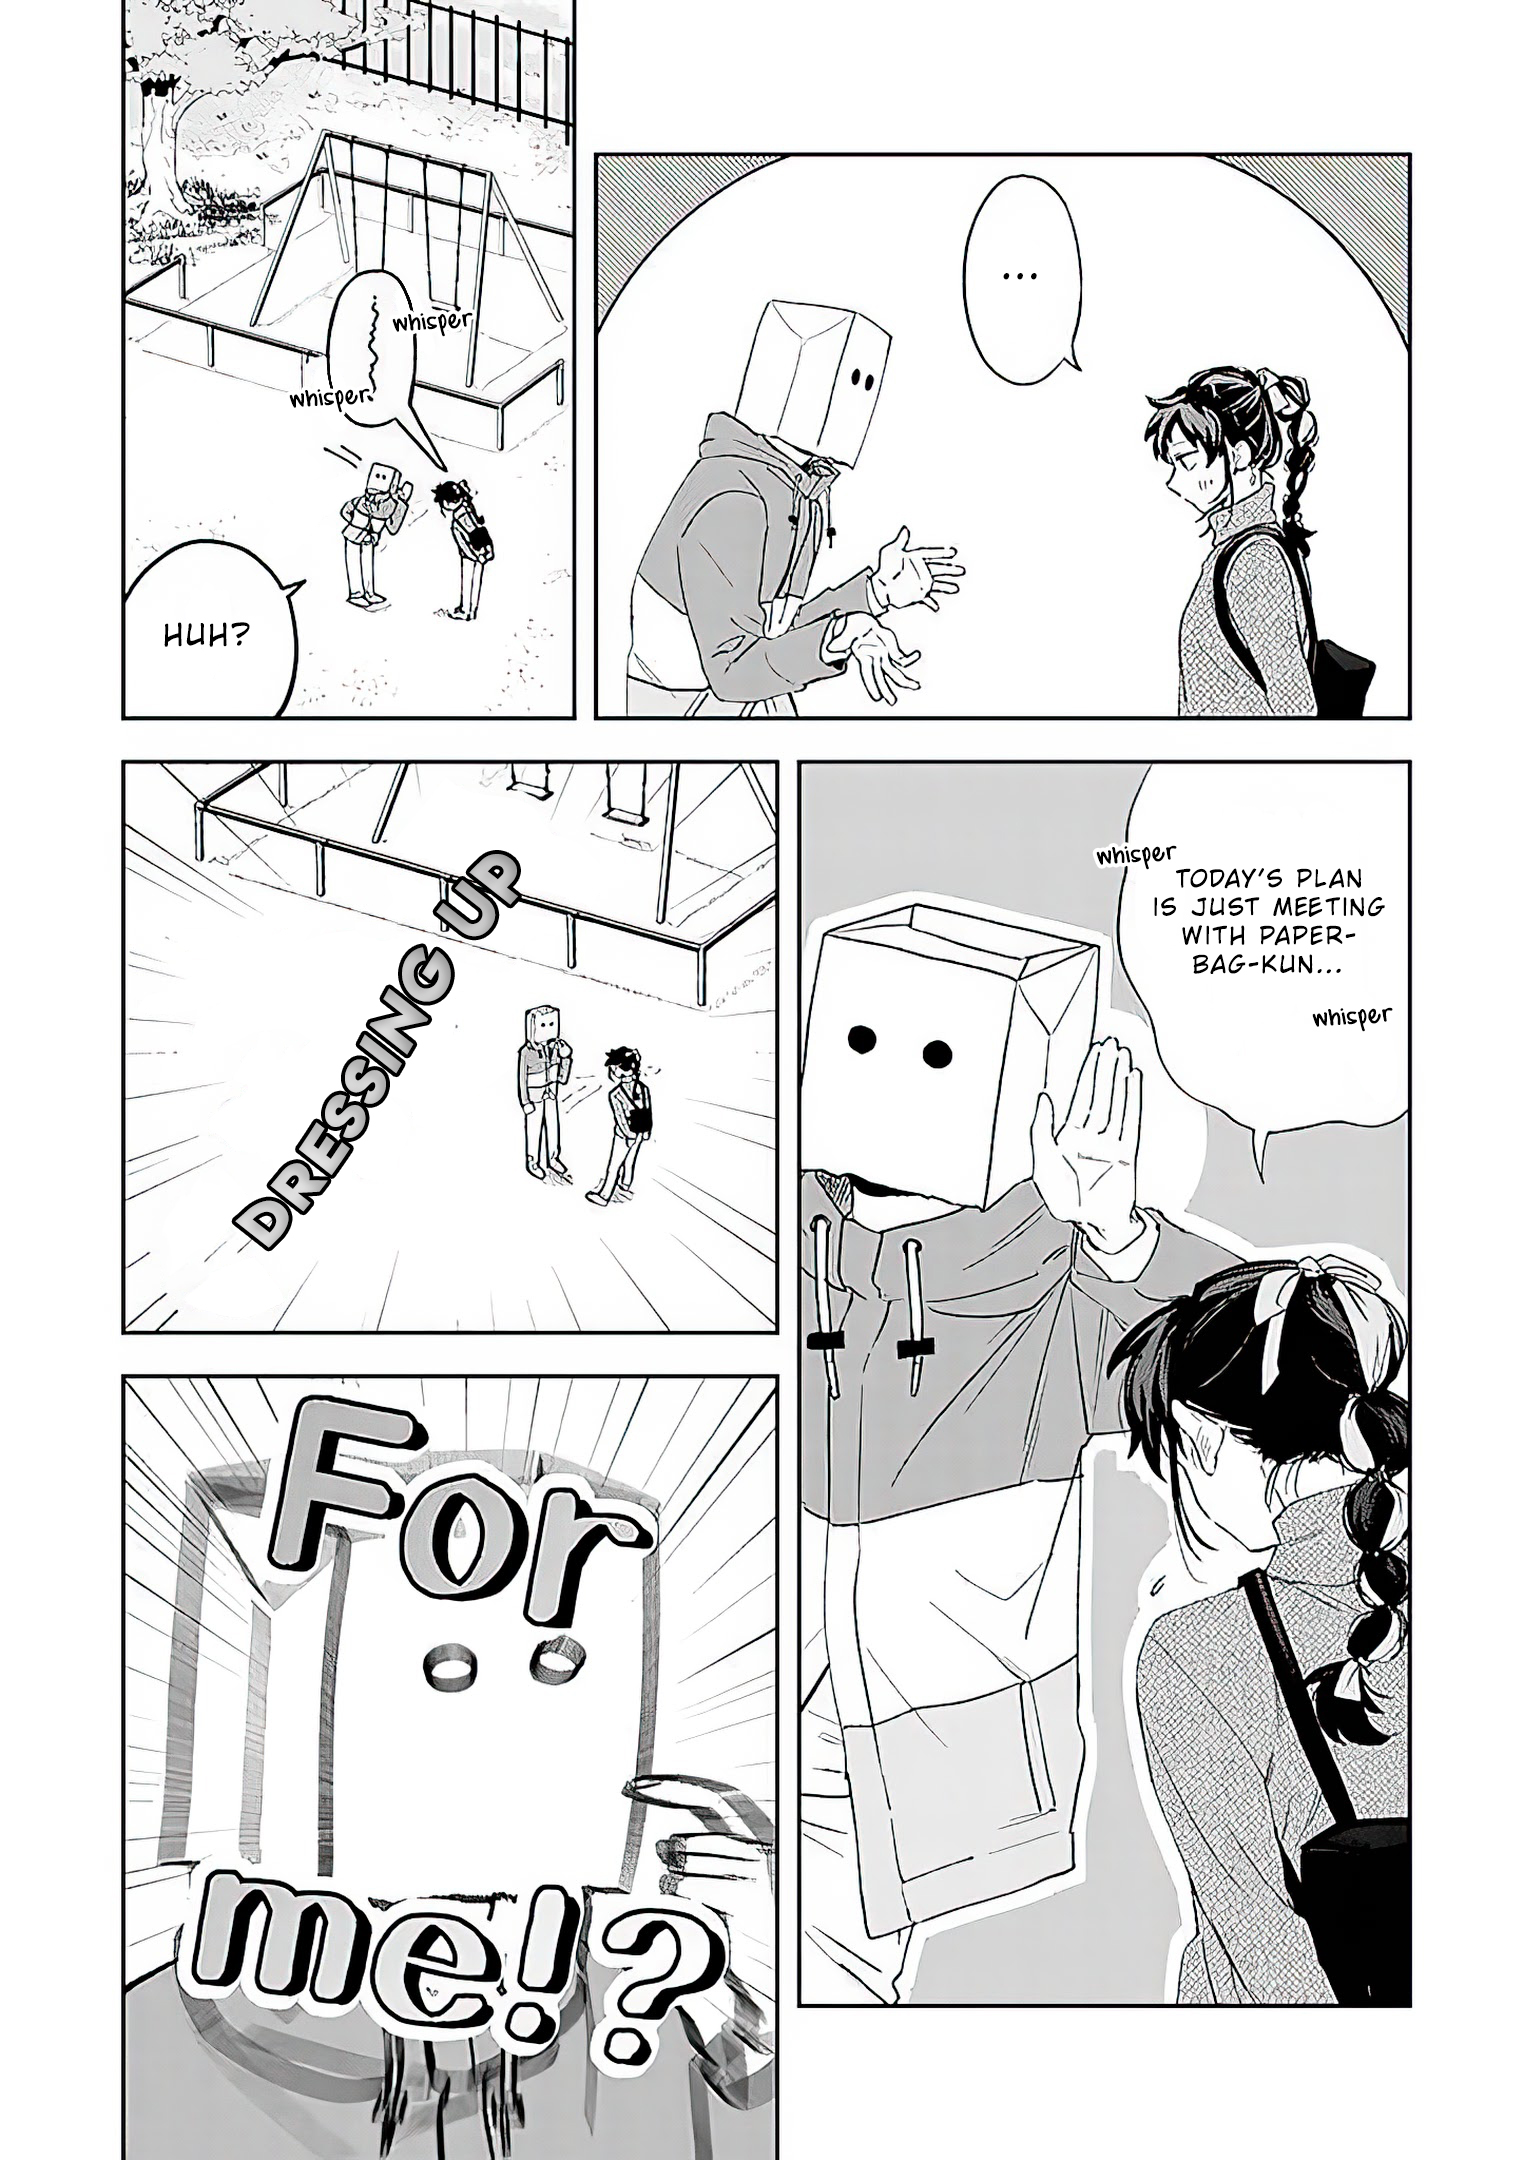 ...
whisper
whisper
HUH?
whisper
TODAY'S PLAN
IS JUST MEETING
WITH PAPER-
BAG-KUN...
whisper
DRESSING UP
For
me!?